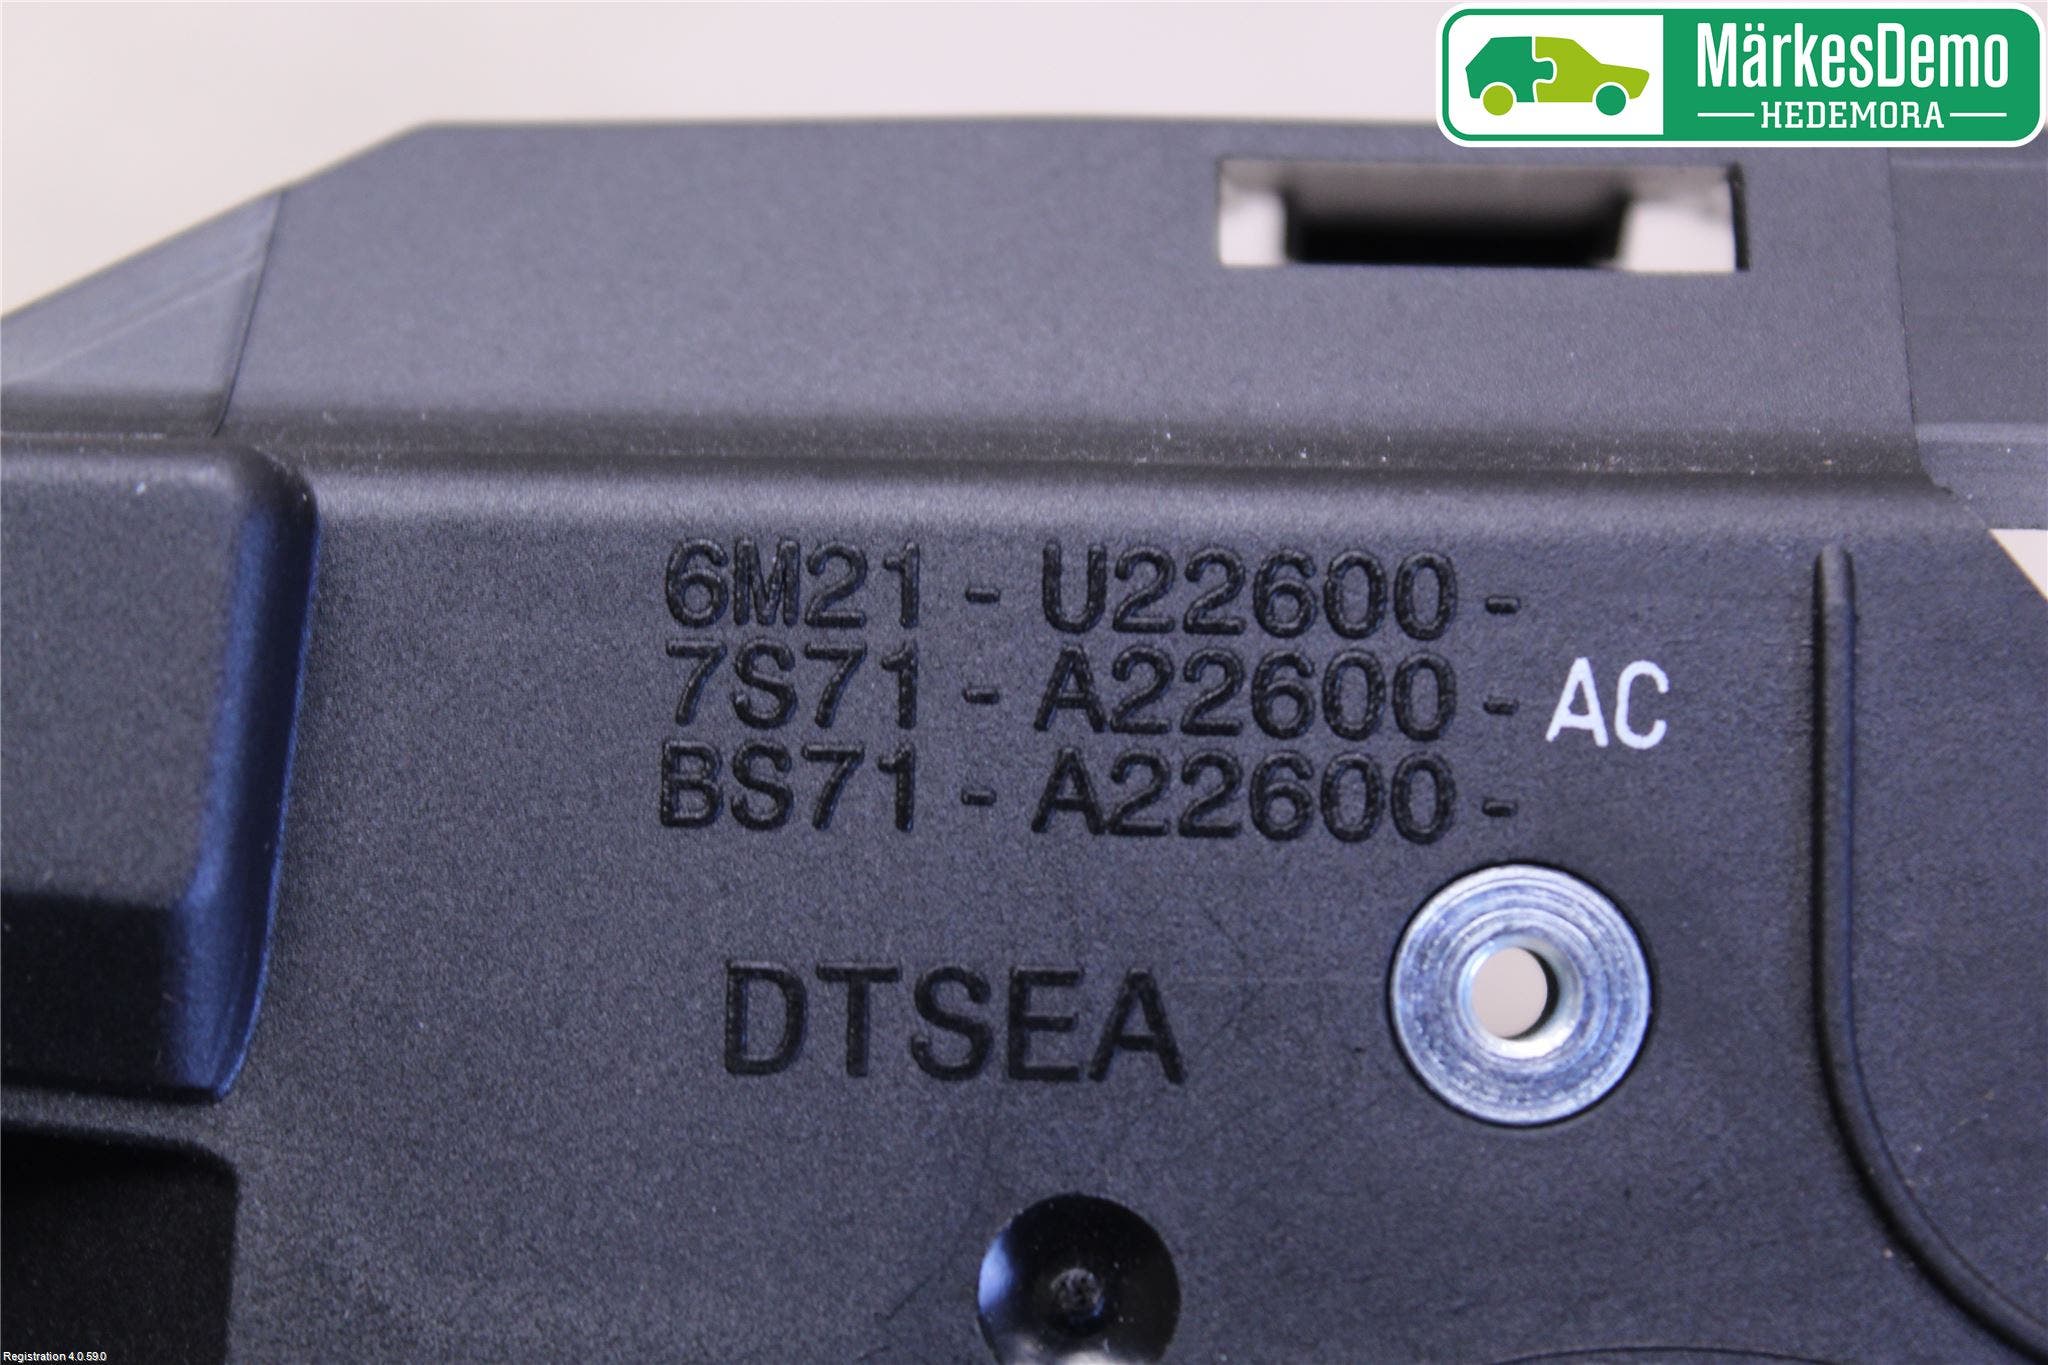 MärkesDemo
HEDEMORA
6M21 - U22600 -
7S71 - A22600 - AC
BS71 - A22600 -
DTSEA
Registration 4.0.59.0